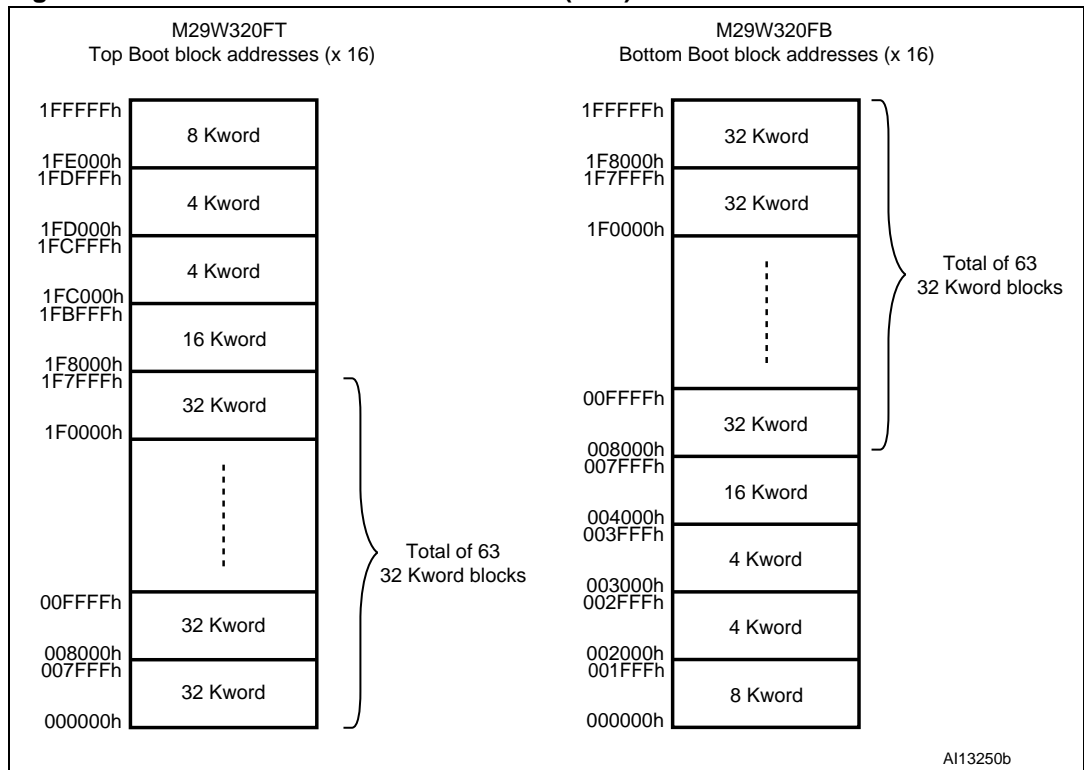 M29W320FT
Top Boot block addresses (x 16)
1FFFFFh
8 Kword
1FE000h
1FDFFFh
4 Kword
1FD000h
1FCFFFh
4 Kword
1FC000h
1FBFFFh
16 Kword
1F8000h
1F7FFFh
32 Kword
1F0000h
Total of 63
32 Kword blocks
00FFFFh
32 Kword
008000h
007FFFh
32 Kword
000000h
M29W320FB
Bottom Boot block addresses (x 16)
1FFFFFh
32 Kword
1F8000h
1F7FFFh
32 Kword
1F0000h
Total of 63
32 Kword blocks
00FFFFh
32 Kword
008000h
007FFFh
16 Kword
004000h
003FFFh
4 Kword
003000h
002FFFh
4 Kword
002000h
001FFFh
8 Kword
000000h
AI13250b